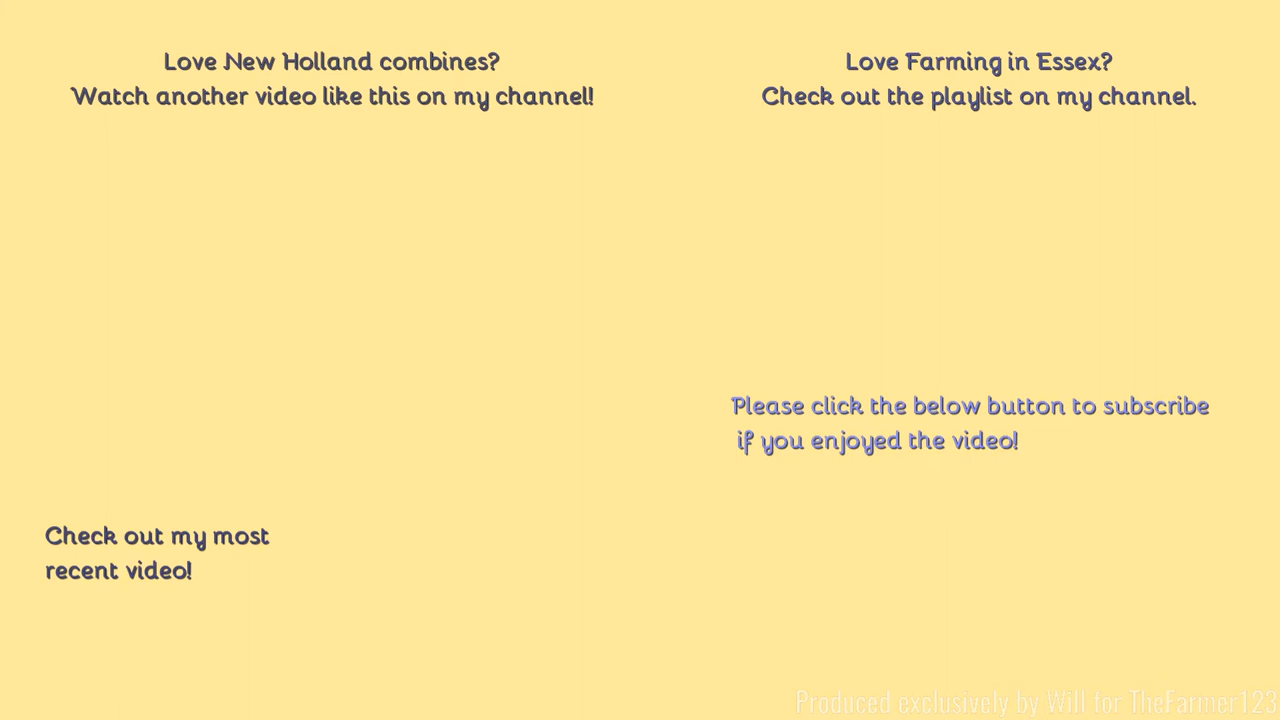 Love New Holland combines?
Watch another video like this on my channel!
Love Farming in Essex?
Check out the playlist on my channel.
Please click the below button to subscribe
if you enjoyed the video!
Check out my most
recent video!
Produced exclusively by Will for TheFarmer123